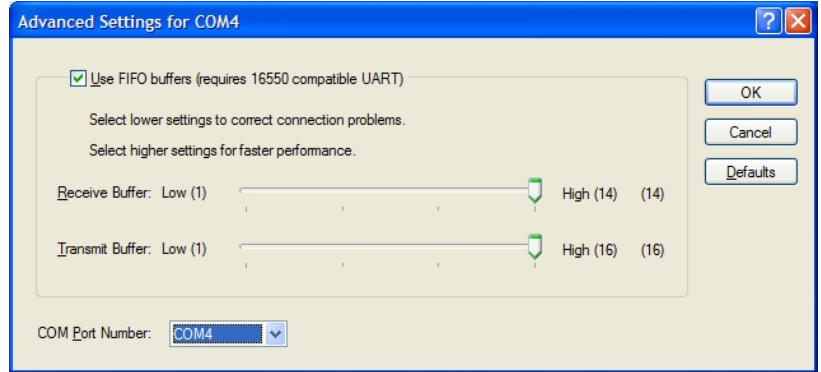 Advanced Settings for COM4
Use FIFO buffers (requires 16550 compatible UART)
OK
Select lower settings to correct connection problems.
Cancel
Select higher settings for faster performance.
Defaults
Receive Buffer: Low (1) High (14) (14)
Transmit Buffer: Low (1) High (16) (16)
COM Port Number: COM4